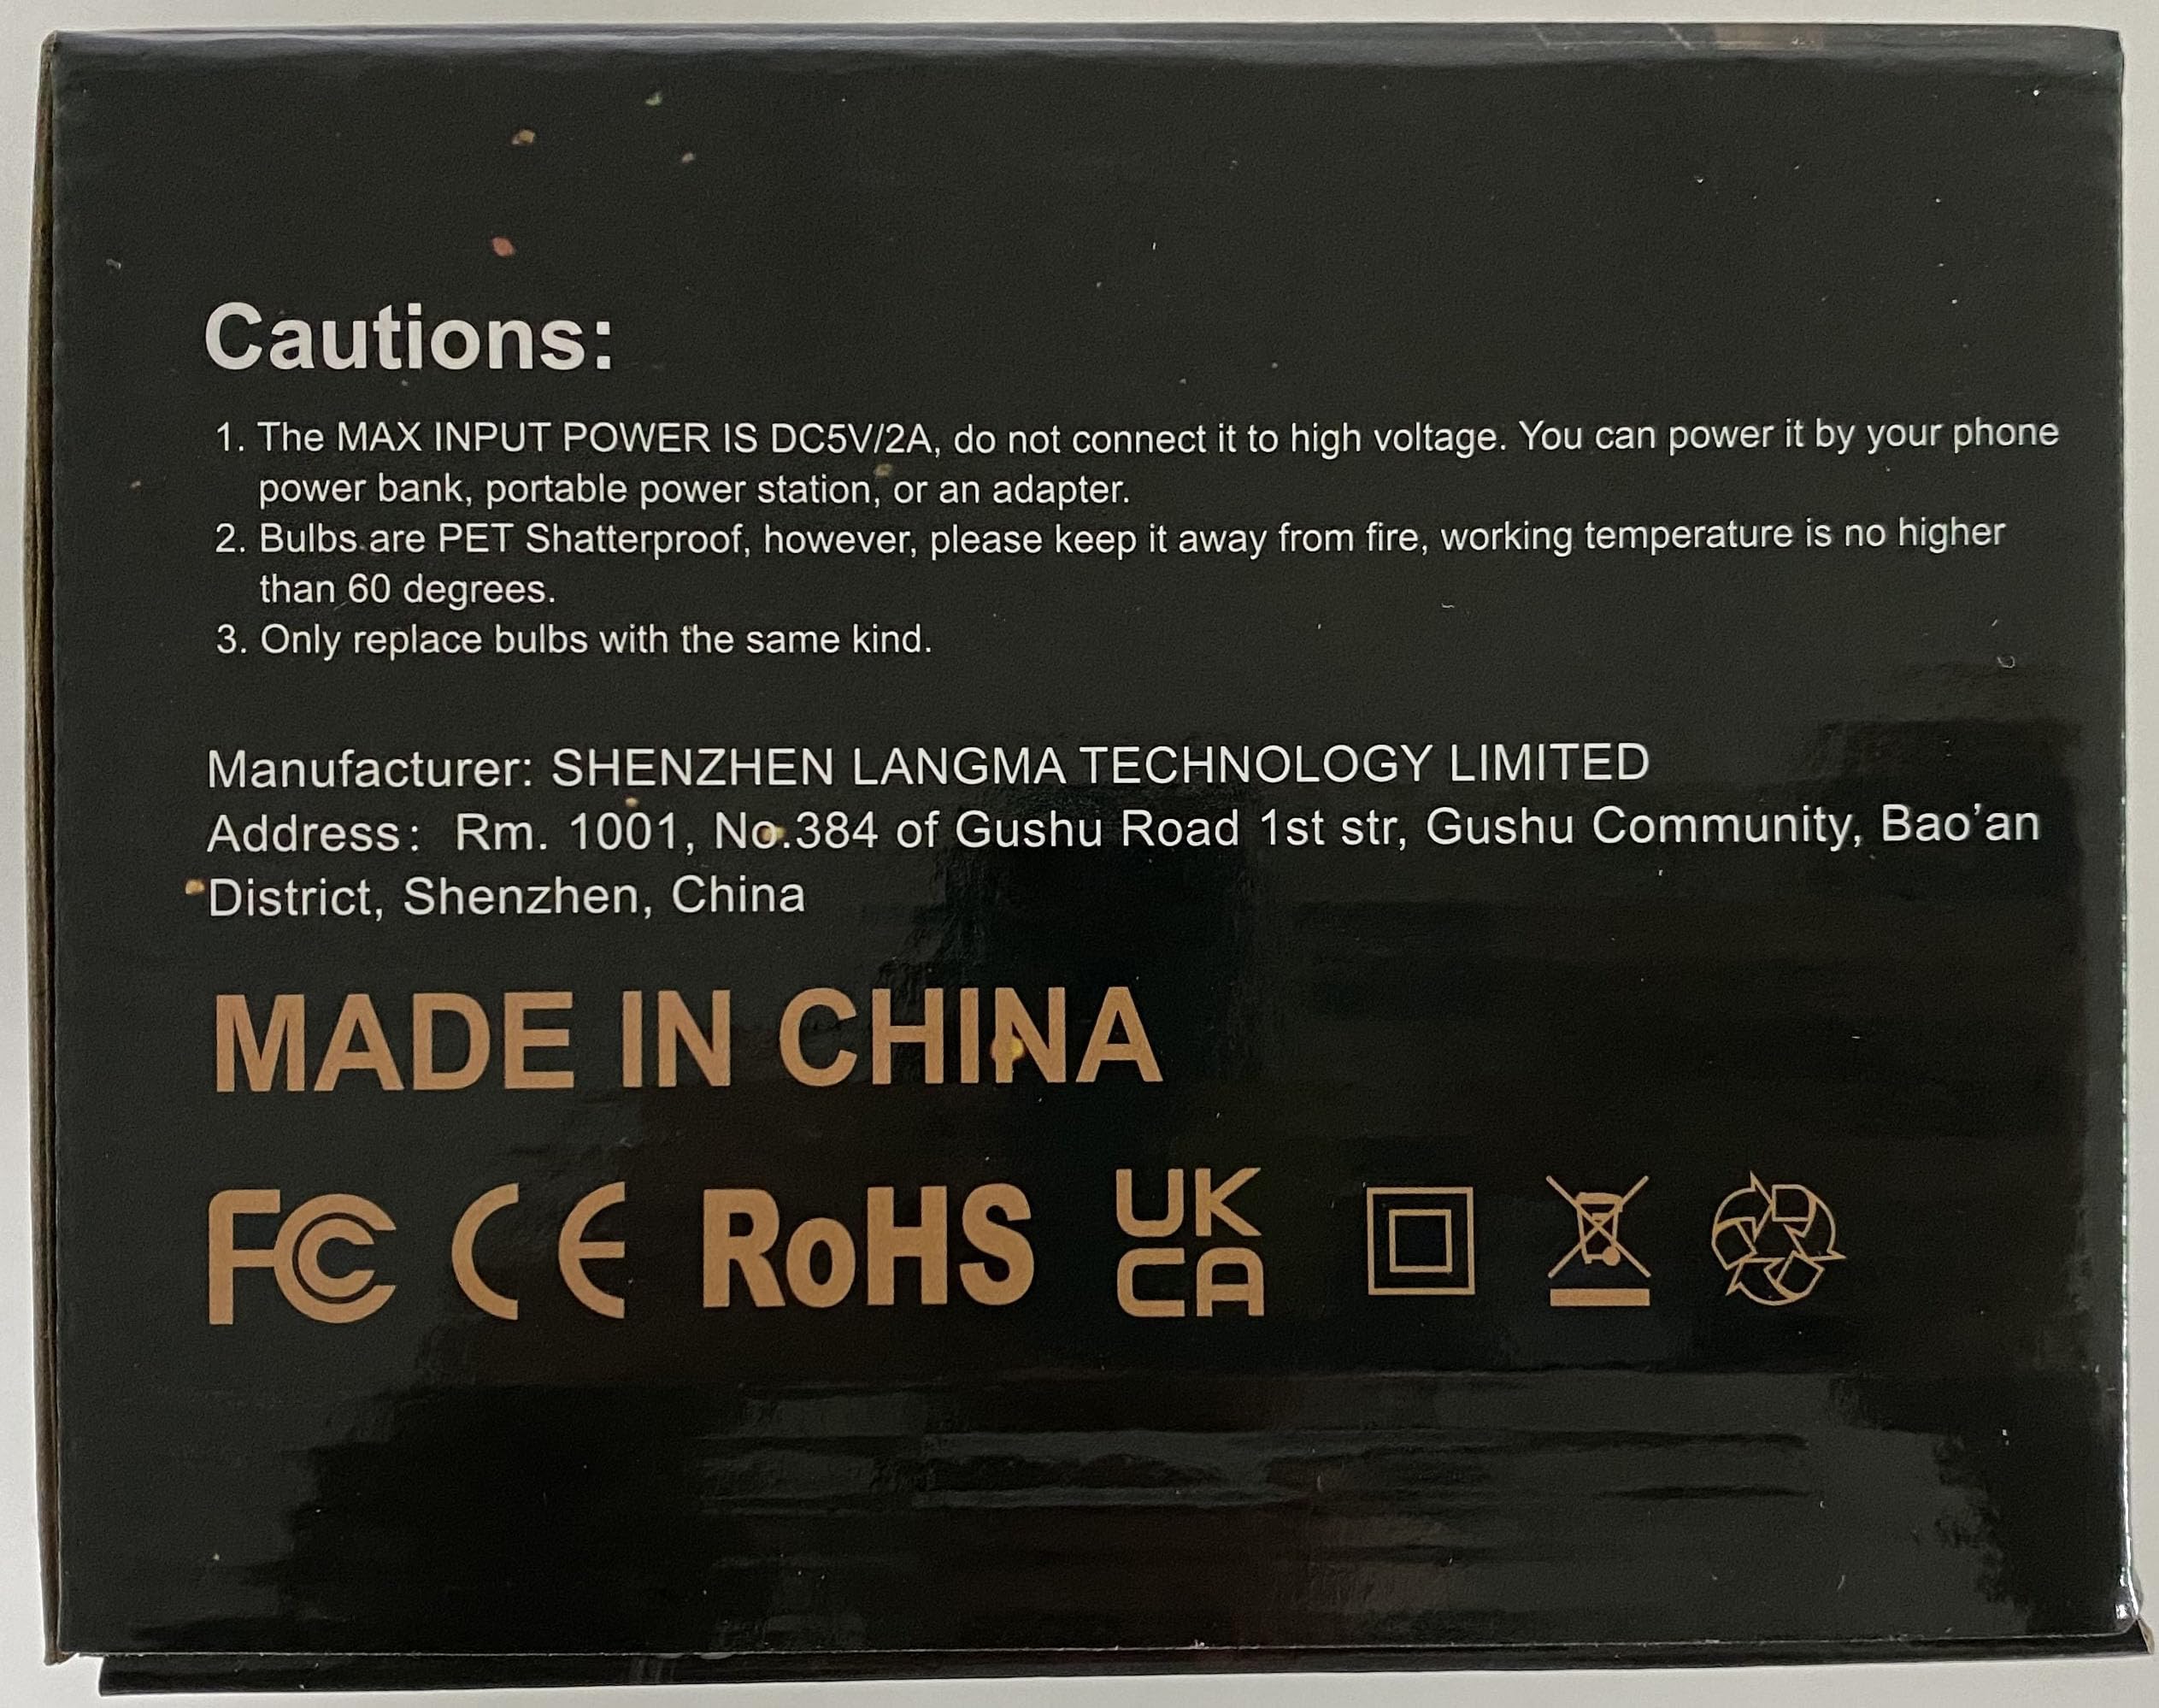 Cautions:
1. The MAX INPUT POWER IS DC5V/2A, do not connect it to high voltage. You can power it by your phone
power bank, portable power station, or an adapter.
2. Bulbs are PET Shatterproof, however, please keep it away from fire, working temperature is no higher
than 60 degrees.
3. Only replace bulbs with the same kind.
Manufacturer: SHENZHEN LANGMA TECHNOLOGY LIMITED
Address: Rm. 1001, No.384 of Gushu Road 1st str, Gushu Community, Bao’an
District, Shenzhen, China
MADE IN CHINA
FC CE RoHS UK
CA